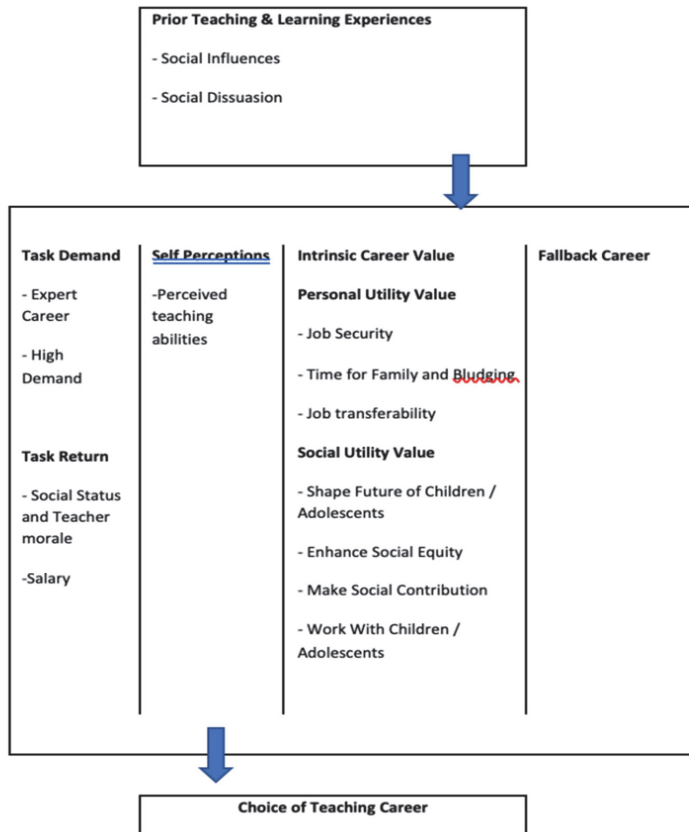 Prior Teaching & Learning Experiences
- Social Influences
- Social Dissuasion
Task Demand
- Expert
Career
- High
Demand
Task Return
- Social Status
and Teacher
morale
-Salary
Self Perceptions
-Perceived
teaching
abilities
Intrinsic Career Value
Personal Utility Value
- Job Security
- Time for Family and Bludging
- Job transferability
Social Utility Value
- Shape Future of Children /
Adolescents
- Enhance Social Equity
- Make Social Contribution
- Work With Children /
Adolescents
Fallback Career
Choice of Teaching Career